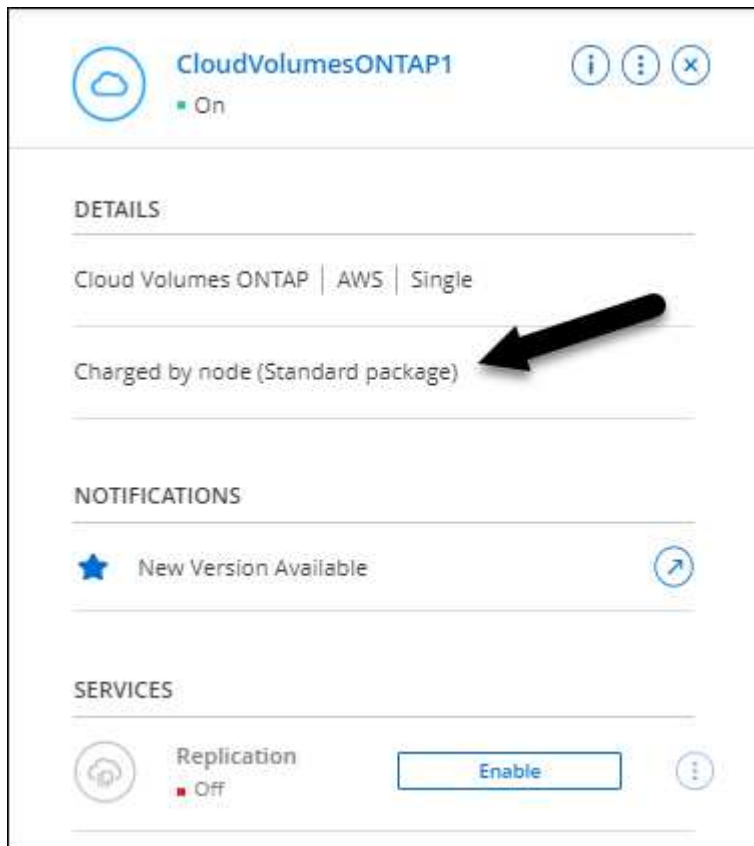 CloudVolumesONTAP1
On
DETAILS
Cloud Volumes ONTAP | AWS | Single
Charged by node (Standard package)
NOTIFICATIONS
New Version Available
SERVICES
Replication
Enable
Off